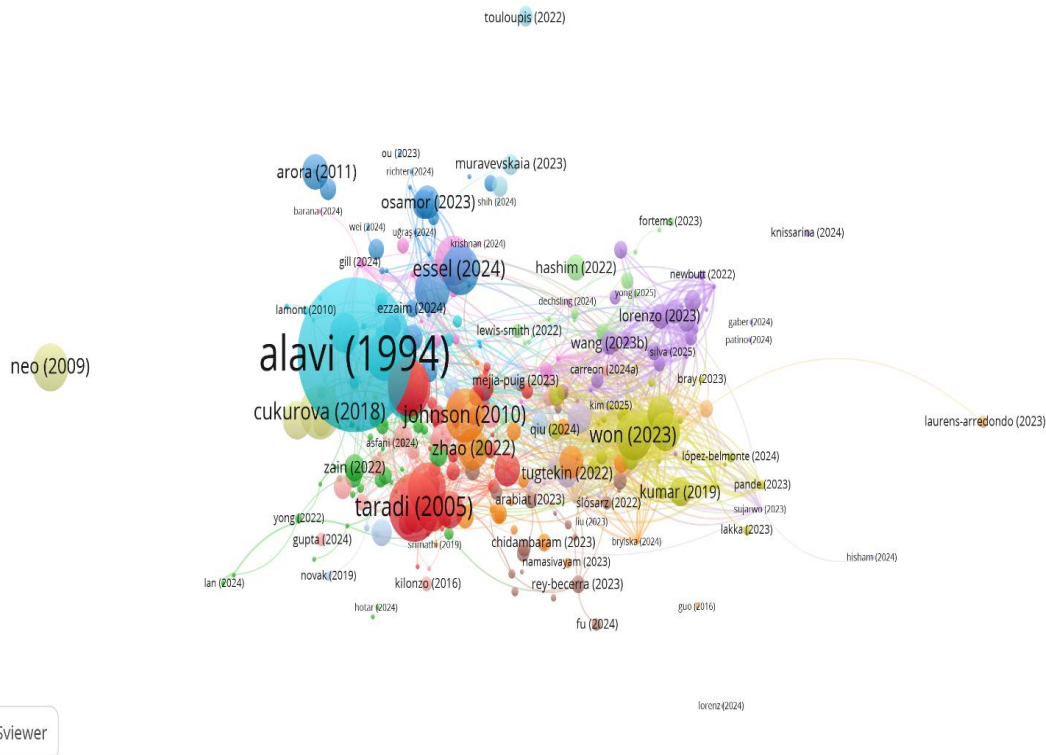 touloupis (2022)
ou (2023)
muravevskaia (2023)
arora (2011)
richter (2024)
osamor (2023)
shih (2024)
barana (2024)
fortems (2023)
wei (2024)
uğraş (2024)
knissarina (2024)
krishnan (2024)
gill (2024)
essel (2024)
hashim (2022)
newbutt (2022)
yong (2025)
dechsling (2024)
lamont (2010)
ezzaim (2024)
lorenzo (2023)
gaber (2024)
lewis-smith (2022)
patino (2024)
wang (2023b)
silva (2025)
alavi (1994)
neo (2009)
carreon (2024a)
mejia-puig (2023)
bray (2023)
kim (2025)
cukurova (2018)
johnson (2010)
laurens-arredondo (2023)
qiu (2024)
won (2023)
asfani (2024)
zhao (2022)
lópez-belmonte (2024)
zain (2022)
tugtekin (2022)
pande (2023)
kumar (2019)
arabiat (2023)
ślósarz (2022)
taradi (2005)
sujarwo (2023)
yong (2022)
liu (2023)
lakka (2023)
gupta (2024)
srimathi (2019)
chidambaram (2023)
brylska (2024)
hisham (2024)
namasivayam (2023)
novak (2019)
lan (2024)
kilonzo (2016)
rey-becerra (2023)
hotar (2024)
guo (2016)
fu (2024)
lorenz (2024)
Sviewer